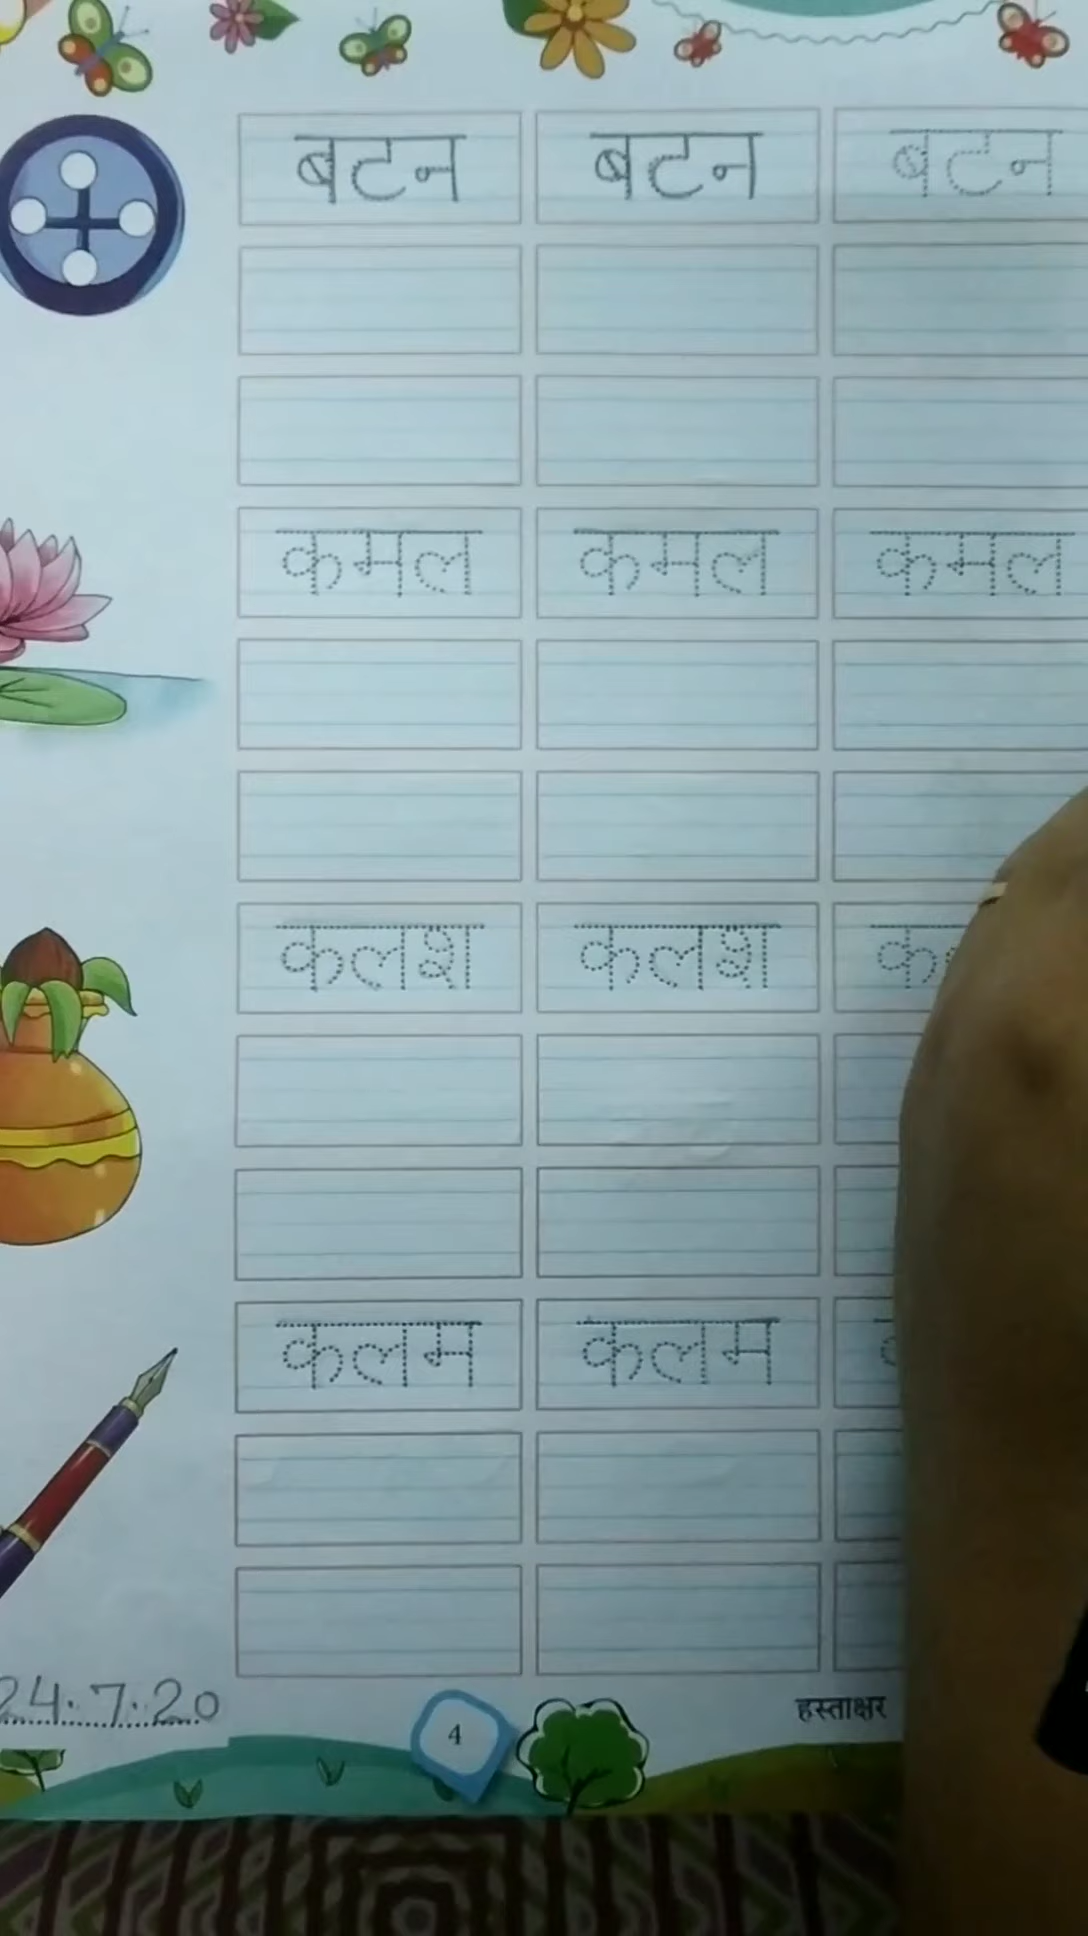 बटन बटन बटन
कमल कमल कमल
कलश कलश
कलम कलम
24.7.20
4
हस्ताक्षर